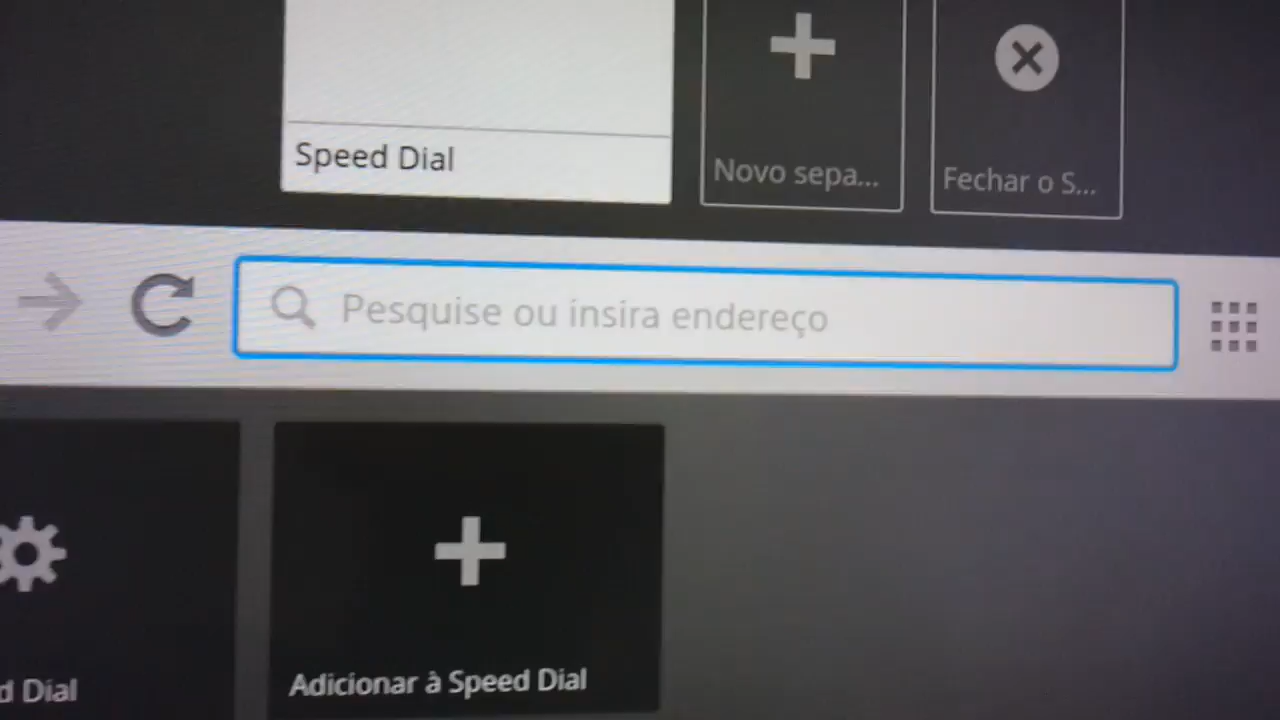 Speed Dial
Novo sepa...
Fechar o S...
Pesquise ou insira endereço
d Dial
Adicionar à Speed Dial